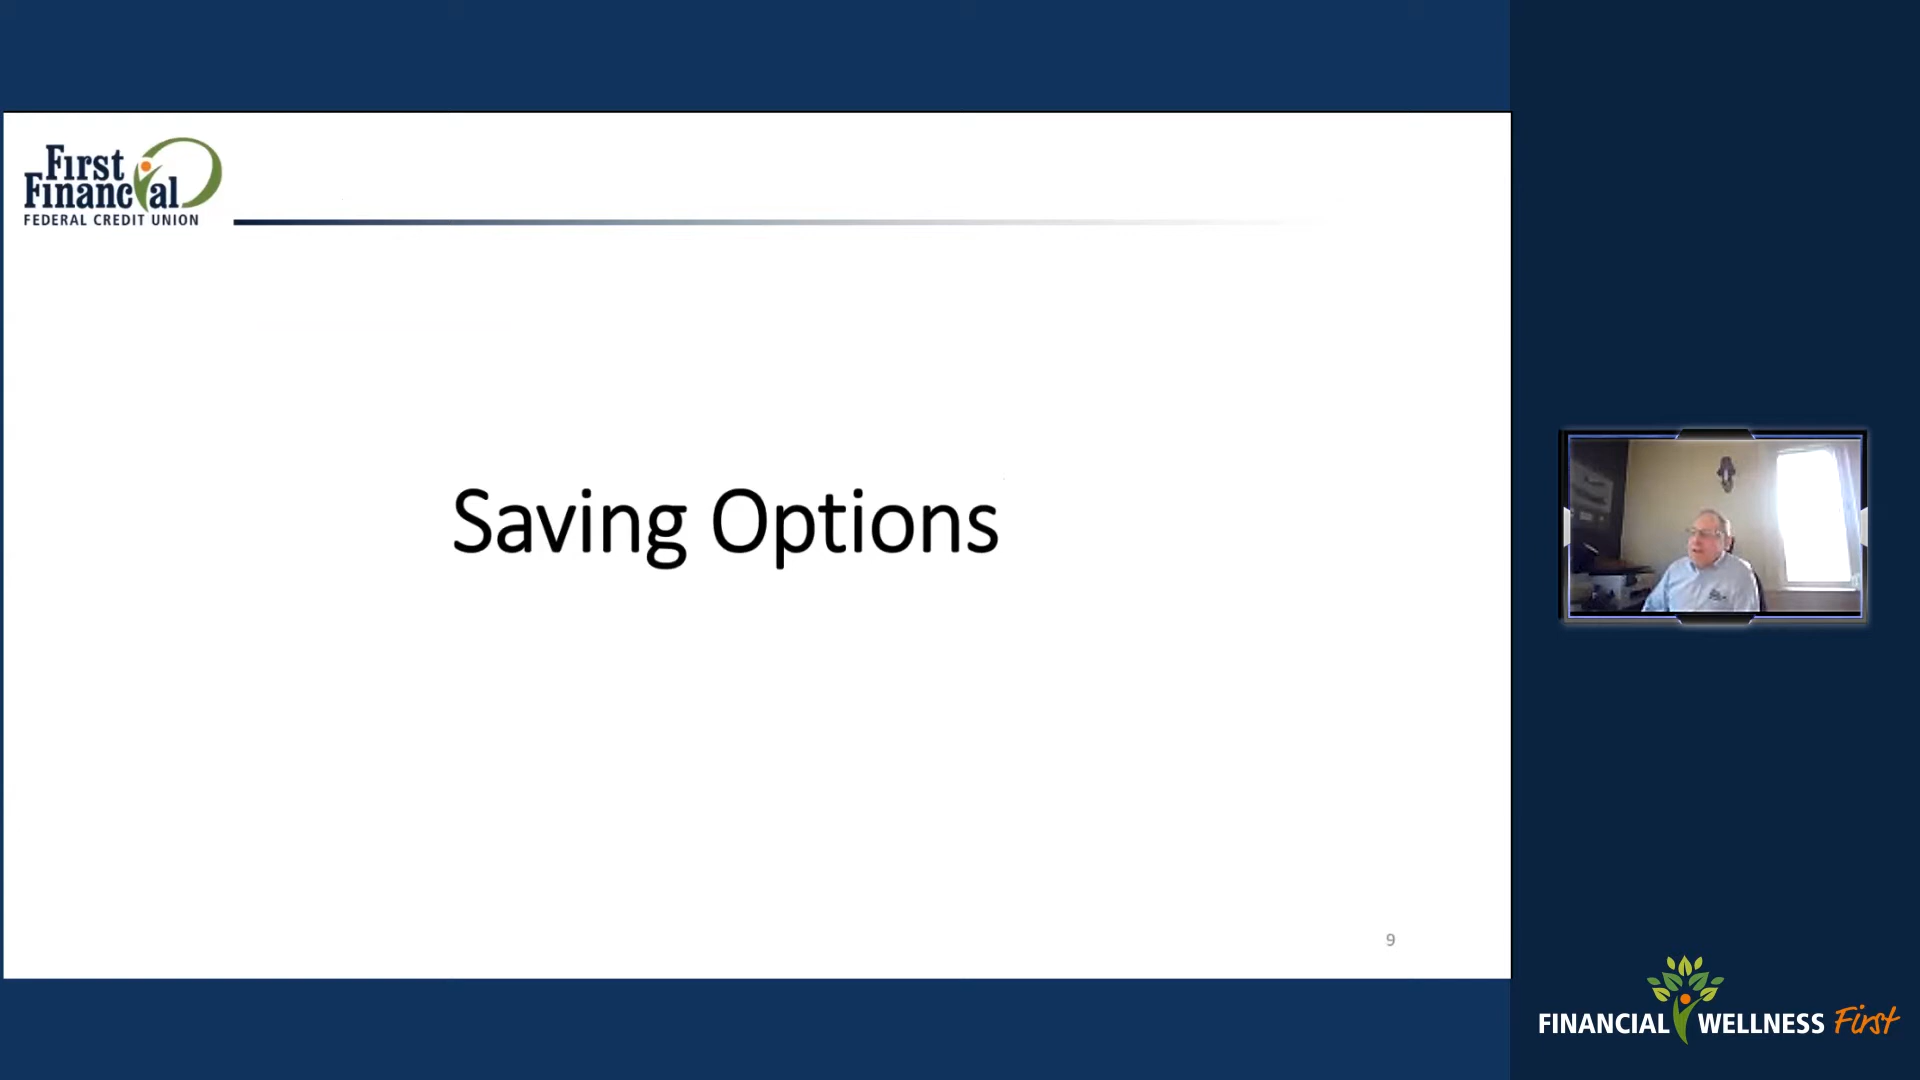 First
Financial
FEDERAL CREDIT UNION
Saving Options
9
FINANCIAL WELLNESS First